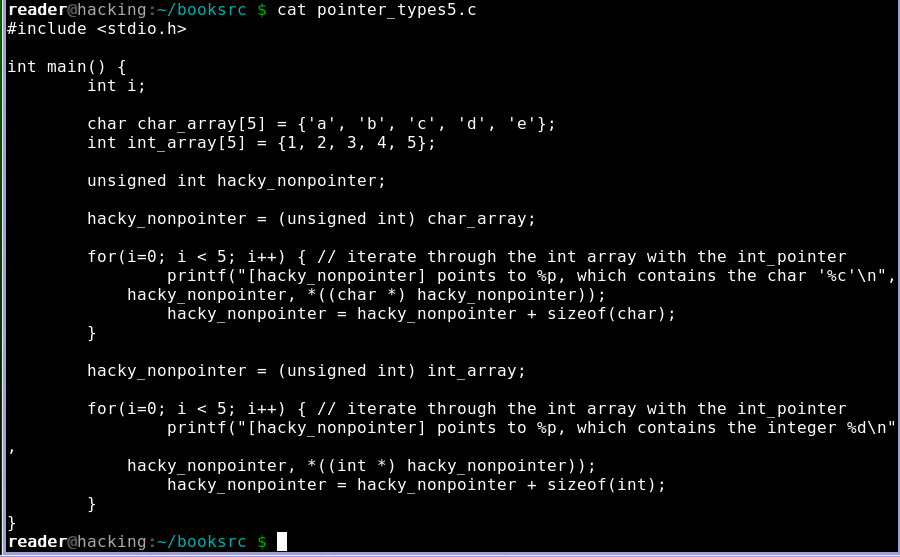 reader@hacking:~/booksrc $ cat pointer_types5.c
#include <stdio.h>

int main() {
        int i;

        char char_array[5] = {'a', 'b', 'c', 'd', 'e'};
        int int_array[5] = {1, 2, 3, 4, 5};

        unsigned int hacky_nonpointer;

        hacky_nonpointer = (unsigned int) char_array;

        for(i=0; i < 5; i++) { // iterate through the int array with the int_pointer
                printf("[hacky_nonpointer] points to %p, which contains the char '%c'\n",
            hacky_nonpointer, *((char *) hacky_nonpointer));
                hacky_nonpointer = hacky_nonpointer + sizeof(char);
        }

        hacky_nonpointer = (unsigned int) int_array;

        for(i=0; i < 5; i++) { // iterate through the int array with the int_pointer
                printf("[hacky_nonpointer] points to %p, which contains the integer %d\n"
,
            hacky_nonpointer, *((int *) hacky_nonpointer));
                hacky_nonpointer = hacky_nonpointer + sizeof(int);
        }
}
reader@hacking:~/booksrc $